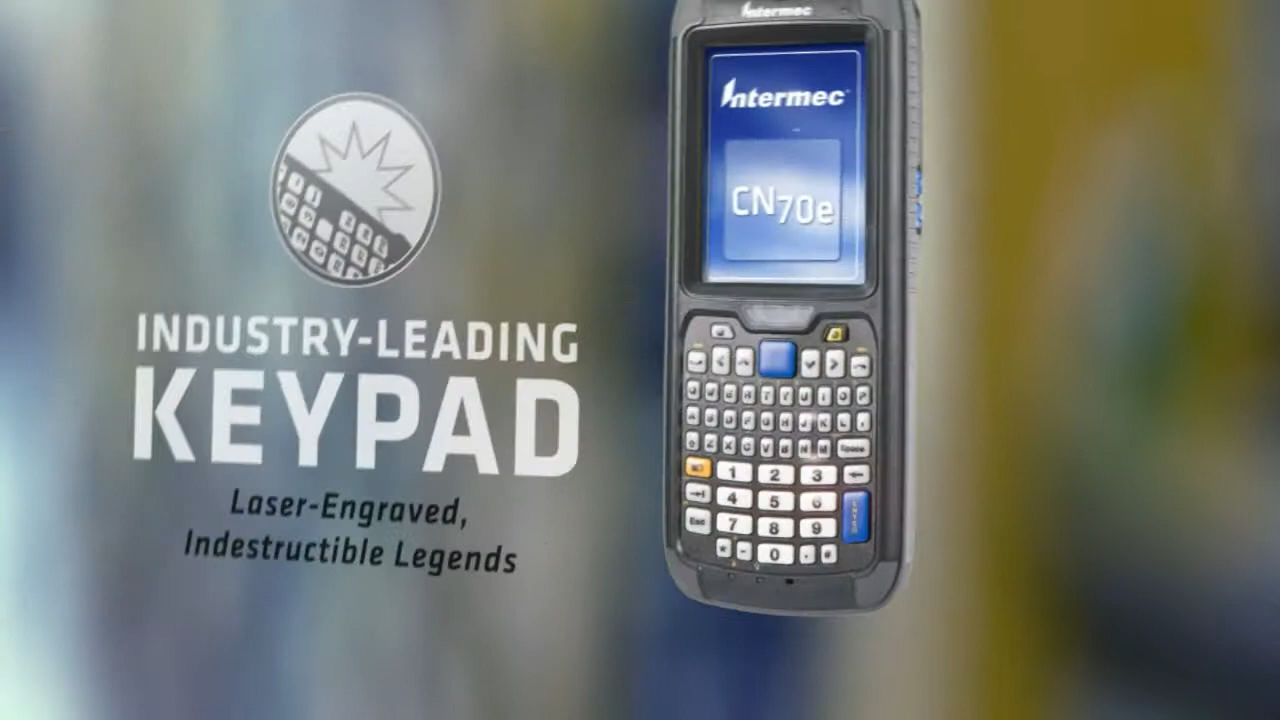 Intermec
Intermec
CN70e
INDUSTRY-LEADING
KEYPAD
Laser-Engraved,
Indestructible Legends
1 2 3
4 5 6
Esc 7 8 9
0